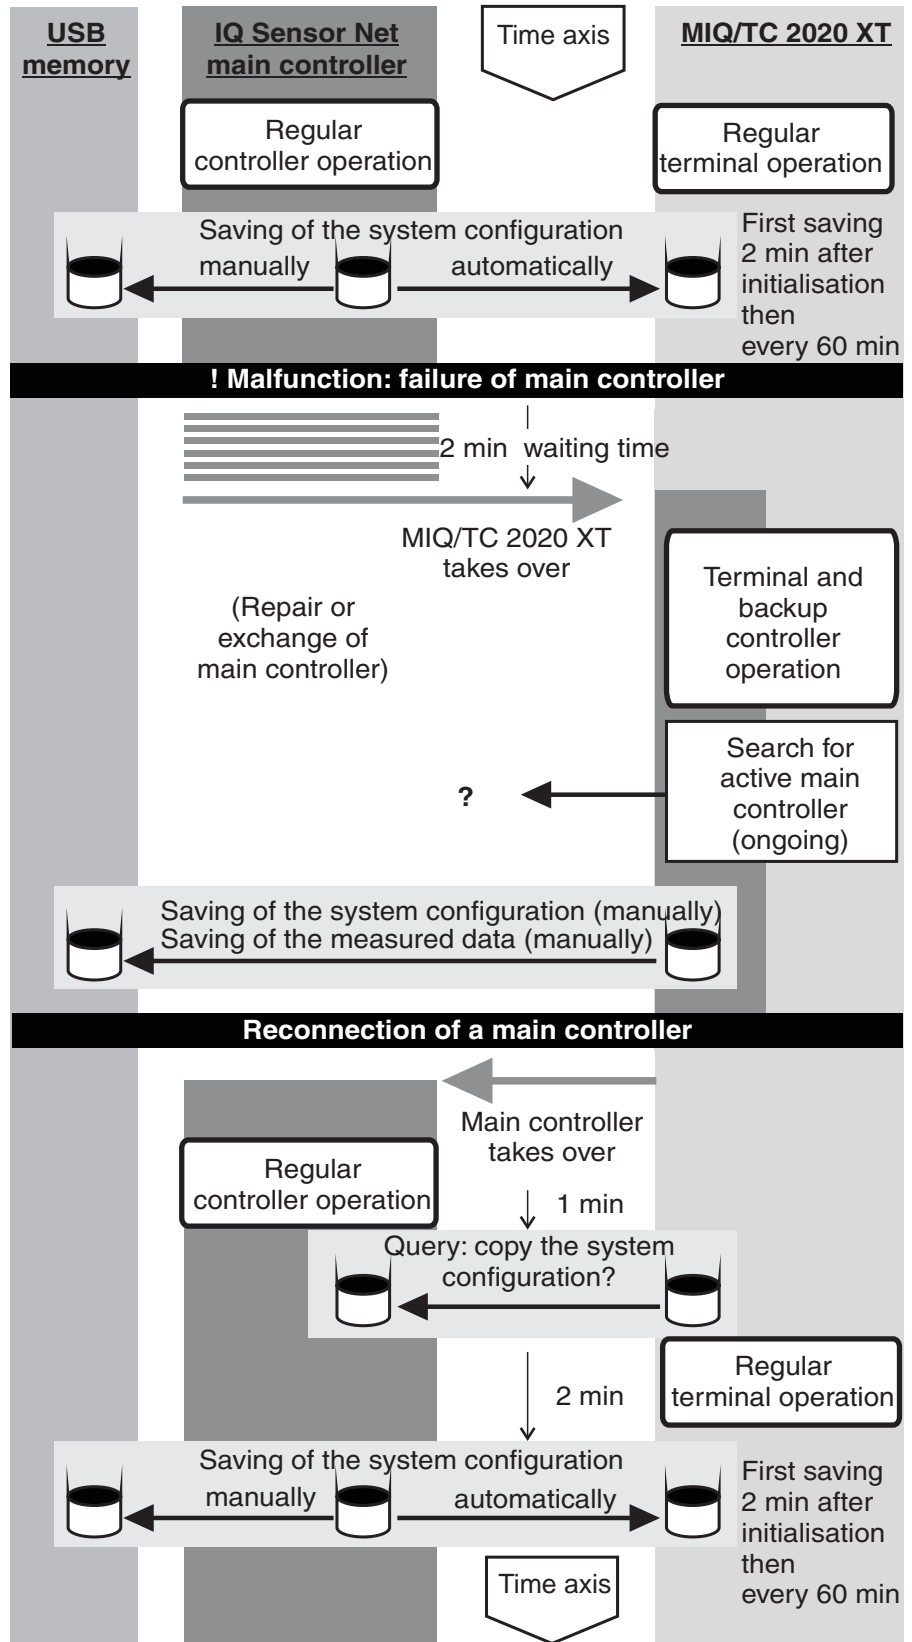 USB
memory
IQ Sensor Net
main controller
Time axis
MIQ/TC 2020 XT
Regular
controller operation
Regular
terminal operation
Saving of the system configuration
manually
automatically
First saving
2 min after
initialisation
then
every 60 min
! Malfunction: failure of main controller
2 min waiting time
MIQ/TC 2020 XT
takes over
(Repair or
exchange of
main controller)
Terminal and
backup
controller
operation
Search for
active main
controller
(ongoing)
?
Saving of the system configuration (manually)
Saving of the measured data (manually)
Reconnection of a main controller
Main controller
takes over
Regular
controller operation
1 min
Query: copy the system
configuration?
Regular
terminal operation
2 min
Saving of the system configuration
manually
automatically
First saving
2 min after
initialisation
then
every 60 min
Time axis